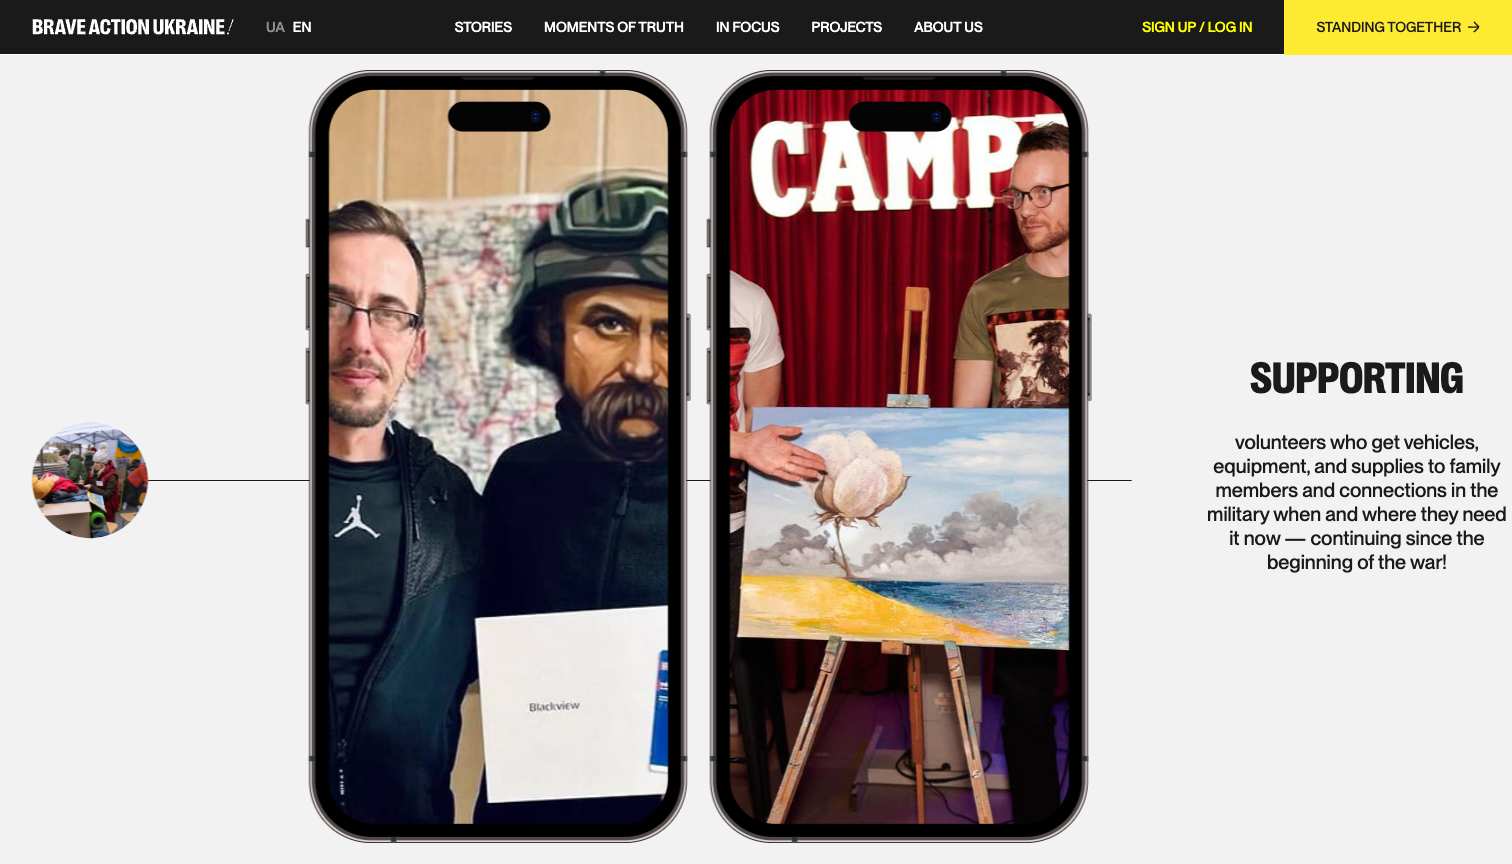 BRAVE ACTION UKRAINE/
UA EN
STORIES
MOMENTS OF TRUTH
IN FOCUS
PROJECTS
ABOUT US
SIGN UP / LOG IN
STANDING TOGETHER →
CAMP
Blackview
SUPPORTING
volunteers who get vehicles,
equipment, and supplies to family
members and connections in the
military when and where they need
it now — continuing since the
beginning of the war!